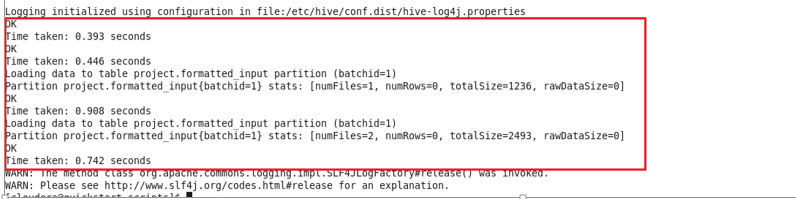 Logging initialized using configuration in file:/etc/hive/conf.dist/hive-log4j.properties
OK
Time taken: 0.393 seconds
OK
Time taken: 0.446 seconds
Loading data to table project.formatted_input partition (batchid=1)
Partition project.formatted_input{batchid=1} stats: [numFiles=1, numRows=0, totalSize=1236, rawDataSize=0]
OK
Time taken: 0.908 seconds
Loading data to table project.formatted_input partition (batchid=1)
Partition project.formatted_input{batchid=1} stats: [numFiles=2, numRows=0, totalSize=2493, rawDataSize=0]
OK
Time taken: 0.742 seconds
WARN: The method class org.apache.commons.logging.impl.SLF4JLogFactory#release() was invoked.
WARN: Please see http://www.slf4j.org/codes.html#release for an explanation.